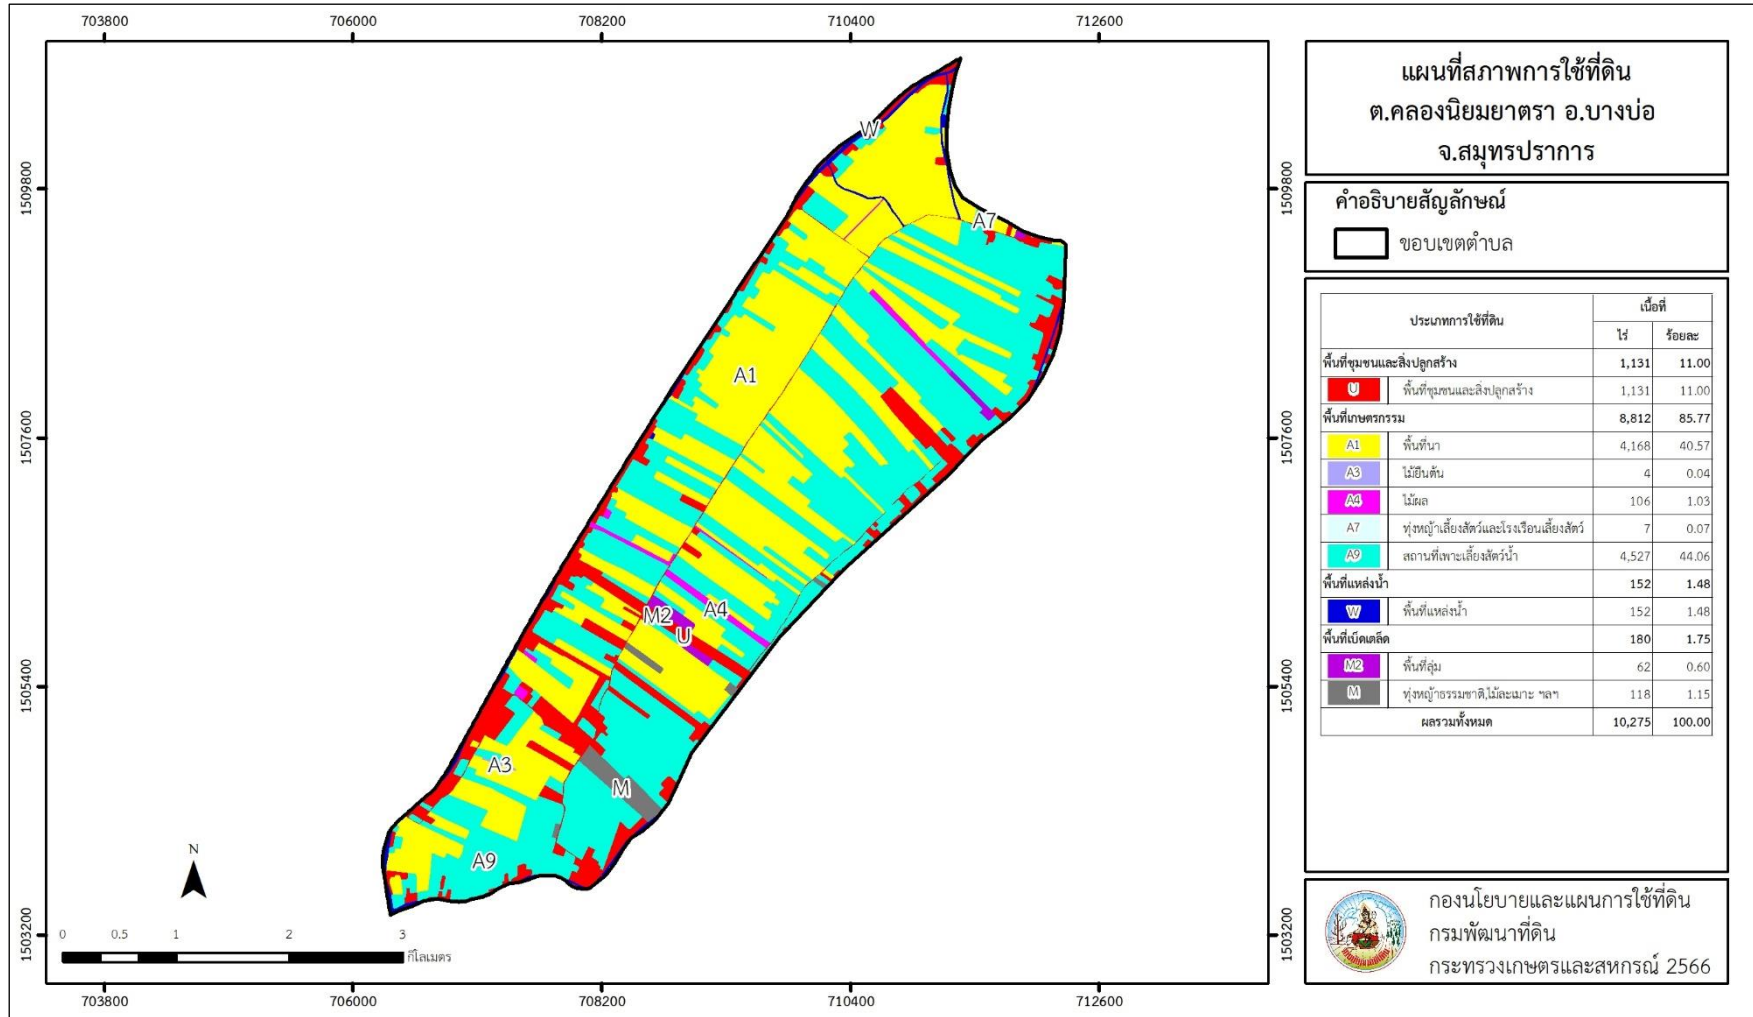 703800 706000 708200 710400 712600
1509800 1509800
1507600 1507600
1505400 1505400
1503200 1503200
W
A7
A1
A4
M2
U
A3
M
A9
N
0 0.5 1 2 3
กิโลเมตร
703800 706000 708200 710400 712600
แผนที่สภาพการใช้ที่ดิน
ต.คลองนิยมยาตรา อ.บางบ่อ
จ.สมุทรปราการ
คำอธิบายสัญลักษณ์
ขอบเขตตำบล
ประเภทการใช้ที่ดิน เนื้อที่
ไร่ ร้อยละ
พื้นที่ชุมชนและสิ่งปลูกสร้าง 1,131 11.00
U พื้นที่ชุมชนและสิ่งปลูกสร้าง 1,131 11.00
พื้นที่เกษตรกรรม 8,812 85.77
A1 พื้นที่นา 4,168 40.57
A3 ไม้ยืนต้น 4 0.04
A4 ไม้ผล 106 1.03
A7 ทุ่งหญ้าเลี้ยงสัตว์และโรงเรือนเลี้ยงสัตว์ 7 0.07
A9 สถานที่เพาะเลี้ยงสัตว์น้ำ 4,527 44.06
พื้นที่แหล่งน้ำ 152 1.48
W พื้นที่แหล่งน้ำ 152 1.48
พื้นที่เบ็ดเตล็ด 180 1.75
M2 พื้นที่ลุ่ม 62 0.60
M ทุ่งหญ้าธรรมชาติ,ไม้ละเมาะ ฯลฯ 118 1.15
ผลรวมทั้งหมด 10,275 100.00
กองนโยบายและแผนการใช้ที่ดิน
กรมพัฒนาที่ดิน
กระทรวงเกษตรและสหกรณ์ 2566